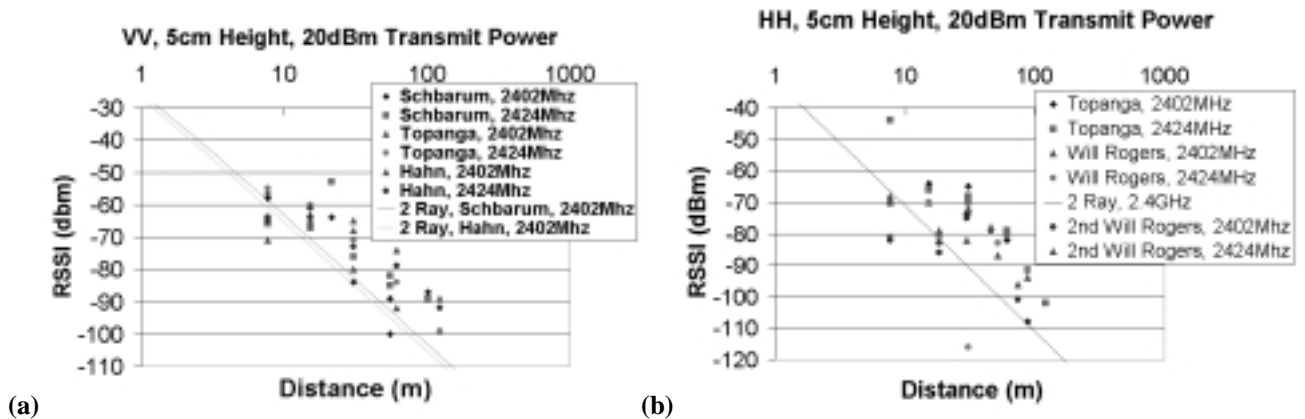 VV, 5cm Height, 20dBm Transmit Power
1 10 100 1000
-30
-40
-50
-60
-70
-80
-90
-100
-110
RSSI (dbm)
Schbarum, 2402Mhz
Schbarum, 2424Mhz
Topanga, 2402Mhz
Topanga, 2424Mhz
Hahn, 2402Mhz
Hahn, 2424Mhz
2 Ray, Schbarum, 2402Mhz
2 Ray, Hahn, 2402Mhz
Distance (m)
(a)
HH, 5cm Height, 20dBm Transmit Power
1 10 100 1000
-40
-50
-60
-70
-80
-90
-100
-110
-120
RSSI (dBm)
Topanga, 2402MHz
Topanga, 2424MHz
Will Rogers, 2402MHz
Will Rogers, 2424MHz
2 Ray, 2.4GHz
2nd Will Rogers, 2402Mhz
2nd Will Rogers, 2424Mhz
Distance (m)
(b)